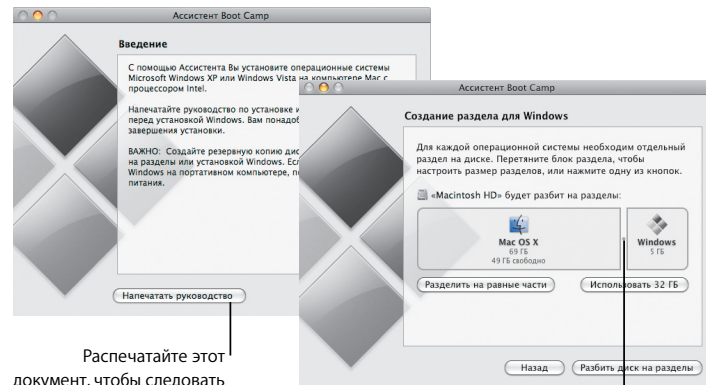 Ассистент Boot Camp
Введение
С помощью Ассистента Вы установите операционные системы
Microsoft Windows XP или Windows Vista на компьютере Mac с
процессором Intel.
Напечатайте руководство по установке и
перед установкой Windows. Вам понадоб
завершения установки.
ВАЖНО: Создайте резервную копию дис
на разделы или установкой Windows. Есл
Windows на портативном компьютере, п
питания.
Напечатать руководство
Распечатайте этот
документ, чтобы следовать
Ассистент Boot Camp
Создание раздела для Windows
Для каждой операционной системы необходим отдельный
раздел на диске. Перетяните блок раздела, чтобы
настроить размер разделов, или нажмите одну из кнопок.
«Macintosh HD» будет разбит на разделы:
Mac OS X
69 ГБ
49 ГБ свободно
Windows
5 ГБ
Разделить на равные части
Использовать 32 ГБ
Назад
Разбить диск на разделы